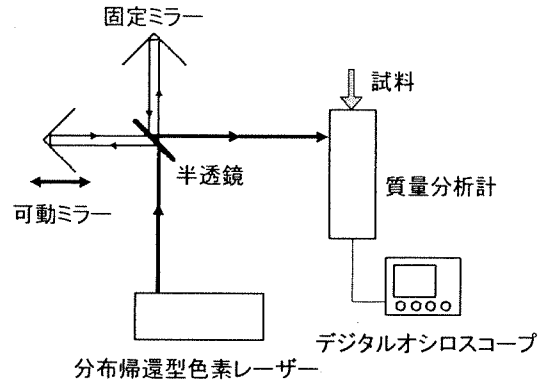 固定ミラー
試料
半透鏡
質量分析計
可動ミラー
デジタルオシロスコープ
分布帰還型色素レーザー